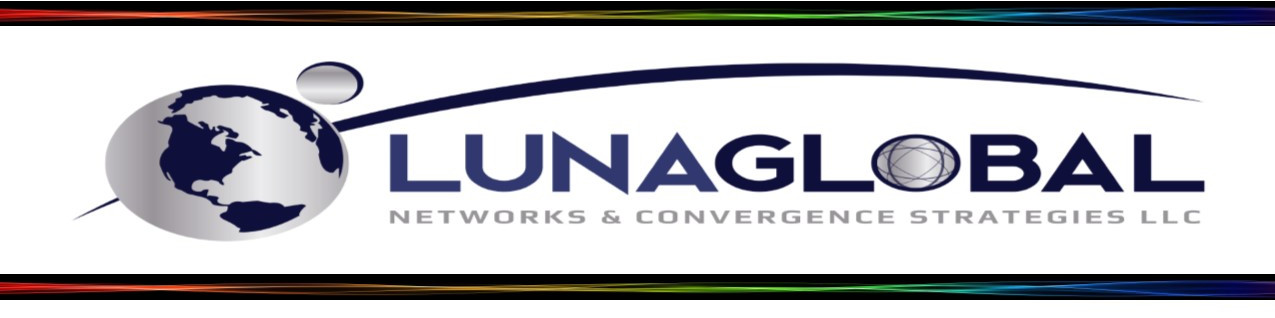 LUNAGLOBAL
NETWORKS & CONVERGENCE STRATEGIES LLC